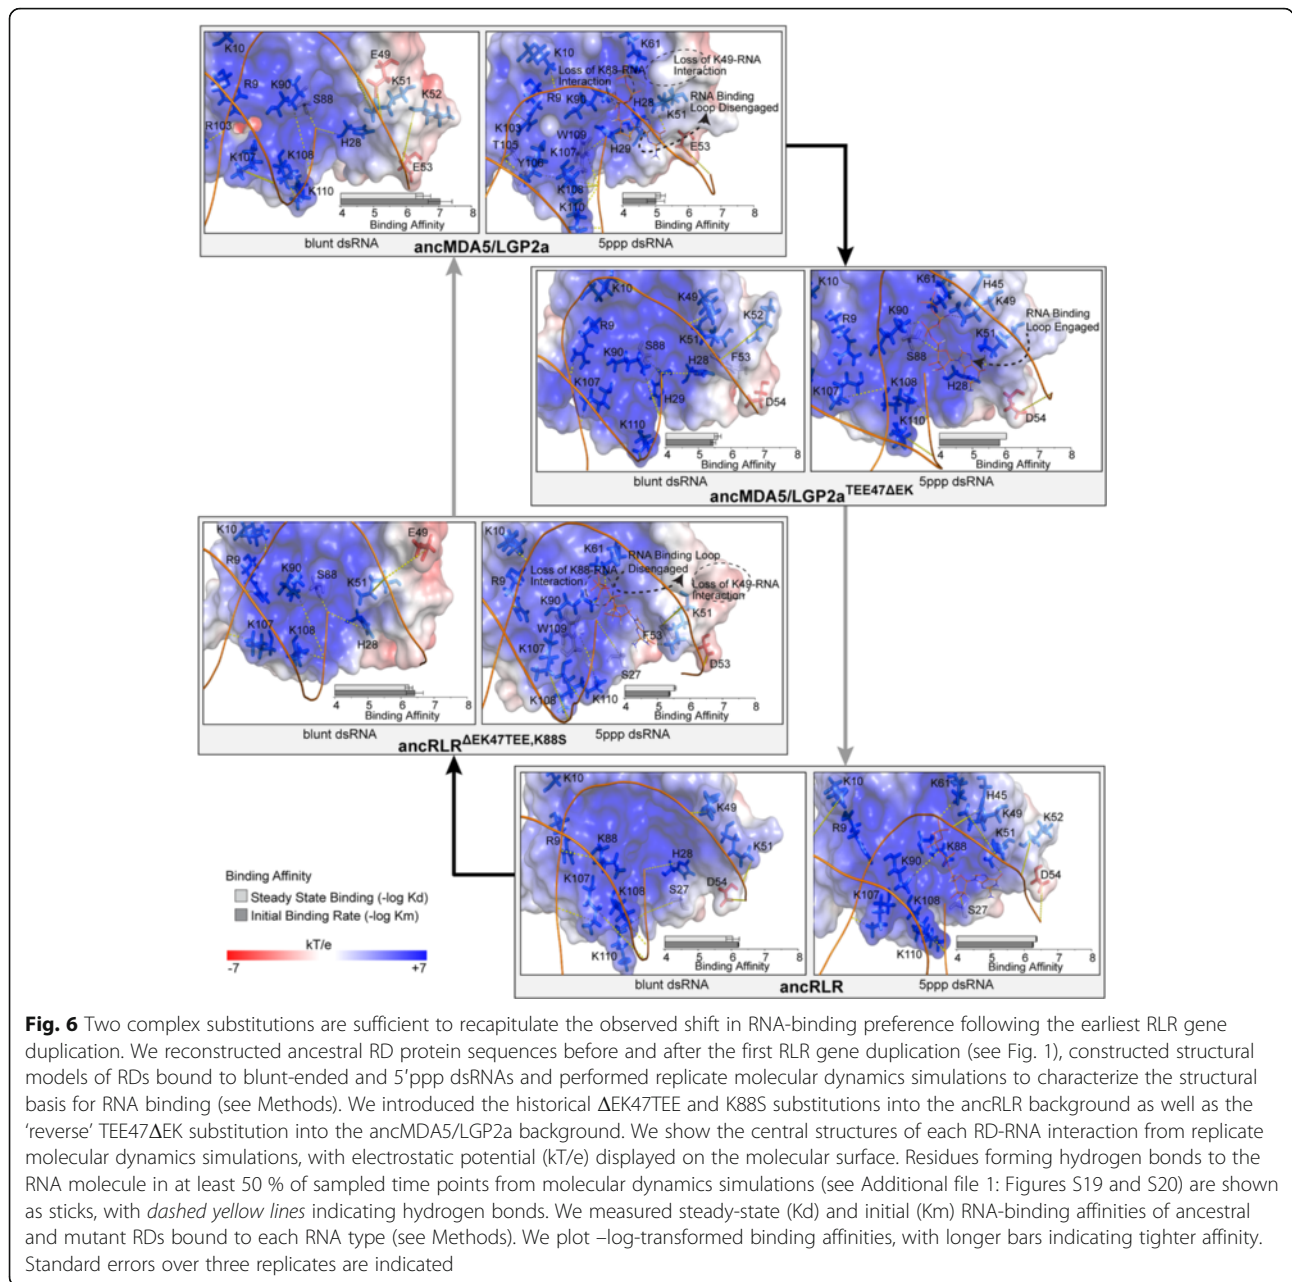 K10
R9
K90
S88
R103
K107
K108
K110
H28
E49
K51
K52
E53
4 5 6 7 8
Binding Affinity
blunt dsRNA
K10
K61
Loss of K49-RNA
Interaction
Loss of K88-RNA
Interaction
R9
K90
H28
RNA Binding
Loop Disengaged
K51
K103
W109
T105
Y106
K107
H29
E53
K108
K110
4 5 6 7 8
Binding Affinity
5ppp dsRNA
ancMDA5/LGP2a
K10
K49
K52
R9
S88
K51
K90
F53
H28
K107
H29
D54
K110
4 5 6 7 8
Binding Affinity
blunt dsRNA
K10
K61
H45
K49
R9
K90
RNA Binding
Loop Engaged
K51
S88
H28
K107
K108
K110
D54
4 5 6 7 8
Binding Affinity
5ppp dsRNA
ancMDA5/LGP2a^TEE47ΔEK
K10
E49
R9
K90
S68
K51
K107
K108
H28
4 5 6 7 8
Binding Affinity
blunt dsRNA
K10
K61
RNA Binding Loop
Disengaged
Loss of K88-RNA
Interaction
Loss of K49-RNA
Interaction
R9
K90
K51
W109
K107
F53
D53
S27
K108
K110
4 5 6 7 8
Binding Affinity
5ppp dsRNA
ancRLR^ΔEK47TEE,K88S
K10
K49
R9
K88
K51
H28
K107
K108
S27
D54
K110
4 5 6 7 8
Binding Affinity
blunt dsRNA
K10
K61
H45
K49
R9
K51
K52
K88
K90
D54
K107
K108
S27
K110
4 5 6 7 8
Binding Affinity
5ppp dsRNA
ancRLR
Binding Affinity
Steady State Binding (-log Kd)
Initial Binding Rate (-log Km)
kT/e
-7 +7
Fig. 6 Two complex substitutions are sufficient to recapitulate the observed shift in RNA-binding preference following the earliest RLR gene
duplication. We reconstructed ancestral RD protein sequences before and after the first RLR gene duplication (see Fig. 1), constructed structural
models of RDs bound to blunt-ended and 5'ppp dsRNAs and performed replicate molecular dynamics simulations to characterize the structural
basis for RNA binding (see Methods). We introduced the historical ΔEK47TEE and K88S substitutions into the ancRLR background as well as the
‘reverse’ TEE47ΔEK substitution into the ancMDA5/LGP2a background. We show the central structures of each RD-RNA interaction from replicate
molecular dynamics simulations, with electrostatic potential (kT/e) displayed on the molecular surface. Residues forming hydrogen bonds to the
RNA molecule in at least 50 % of sampled time points from molecular dynamics simulations (see Additional file 1: Figures S19 and S20) are shown
as sticks, with dashed yellow lines indicating hydrogen bonds. We measured steady-state (Kd) and initial (Km) RNA-binding affinities of ancestral
and mutant RDs bound to each RNA type (see Methods). We plot –log-transformed binding affinities, with longer bars indicating tighter affinity.
Standard errors over three replicates are indicated